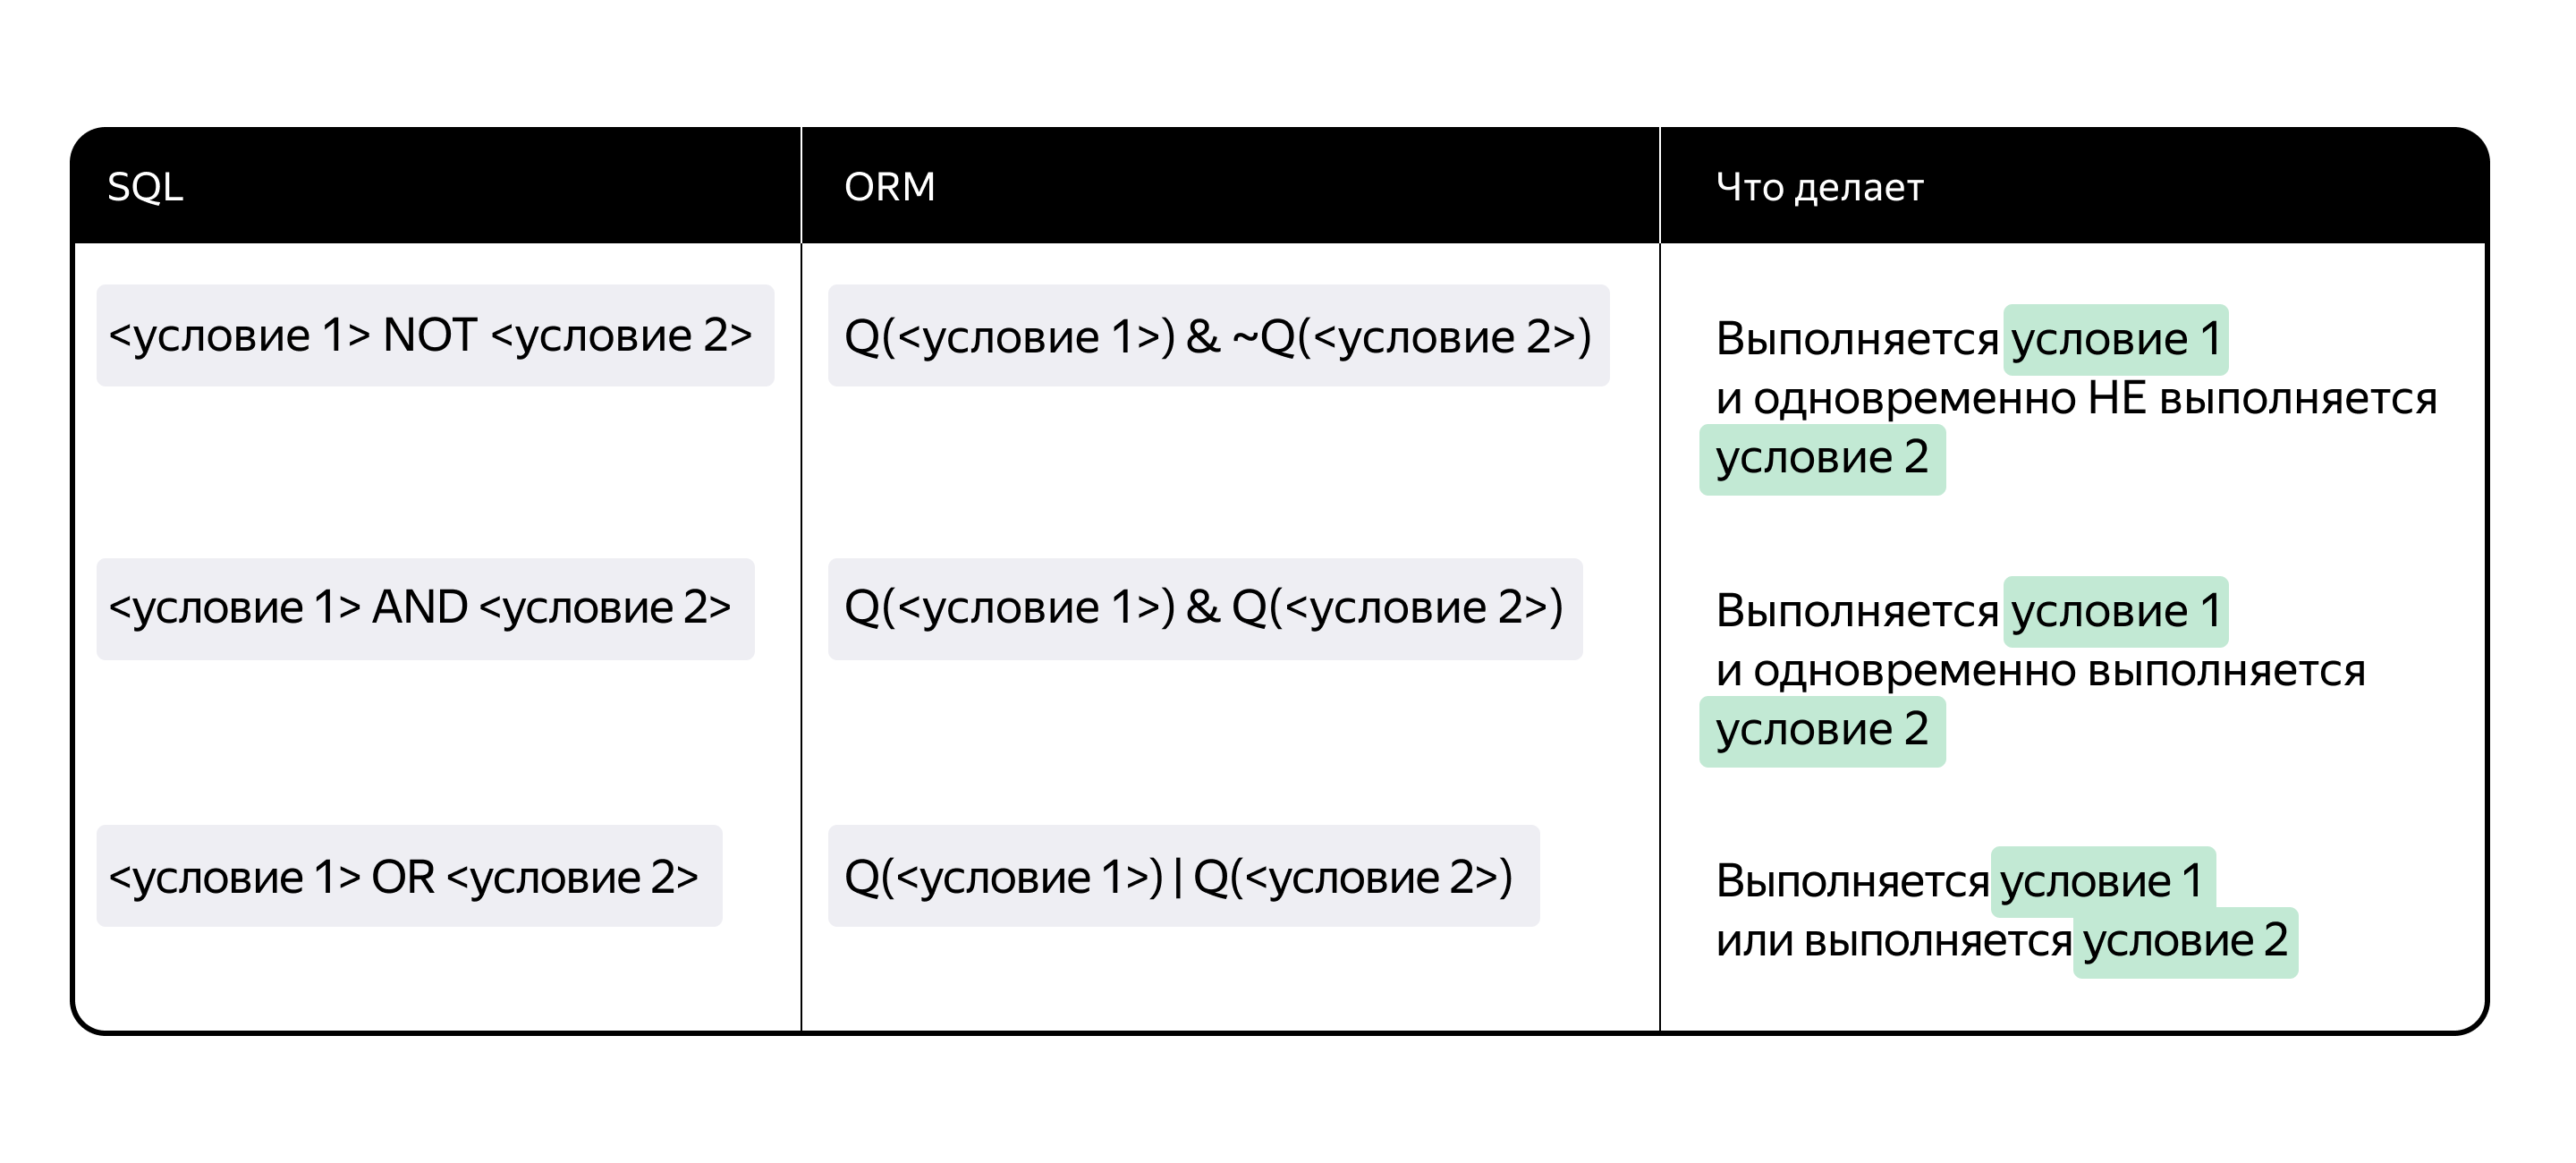 SQL
ORM
Что делает
<условие 1> NOT <условие 2>
Q(<условие 1>) & ~Q(<условие 2>)
Выполняется условие 1
и одновременно НЕ выполняется
условие 2
<условие 1> AND <условие 2>
Q(<условие 1>) & Q(<условие 2>)
Выполняется условие 1
и одновременно выполняется
условие 2
<условие 1> OR <условие 2>
Q(<условие 1>) | Q(<условие 2>)
Выполняется условие 1
или выполняется условие 2